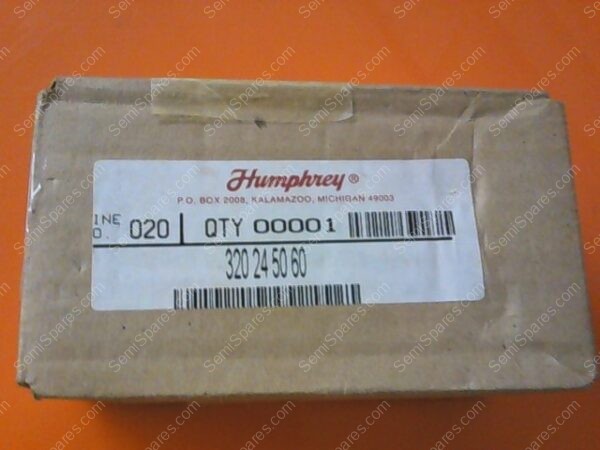 Humphrey®
P.O. BOX 2008, KALAMAZOO, MICHIGAN 49003
INE
O. 020 QTY 00001
320 24 50 60
SemiSpares.com